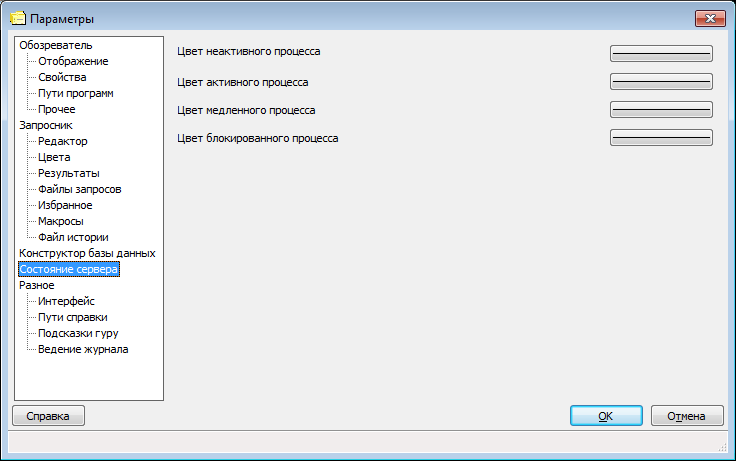 Параметры
Обозреватель
Отображение
Свойства
Пути программ
Прочее
Запросник
Редактор
Цвета
Результаты
Файлы запросов
Избранное
Макросы
Файл истории
Конструктор базы данных
Состояние сервера
Разное
Интерфейс
Пути справки
Подсказки гуру
Ведение журнала
Цвет неактивного процесса
Цвет активного процесса
Цвет медленного процесса
Цвет блокированного процесса
Справка
OK
Отмена